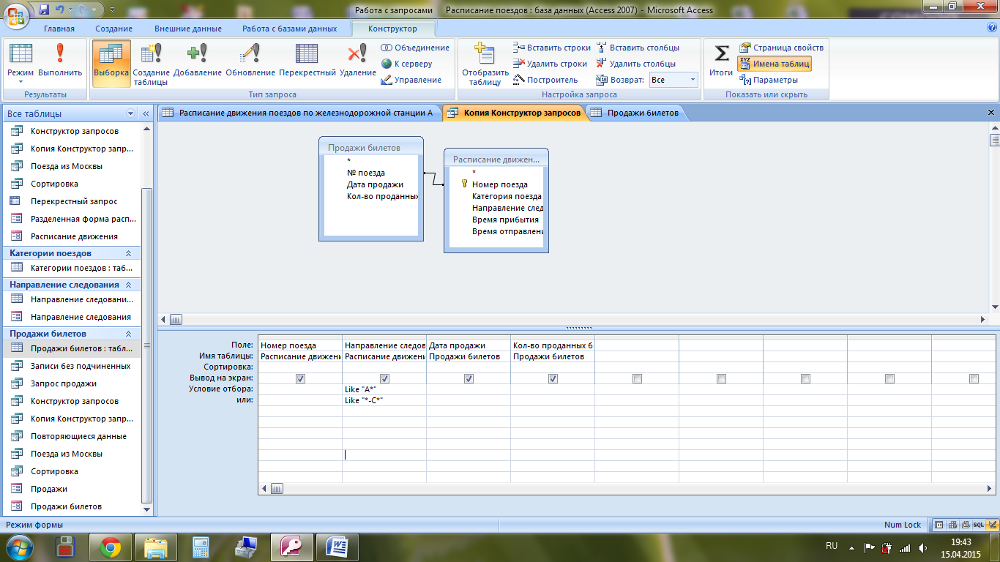 Работа с запросами Расписание поездов : база данных (Access 2007) - Microsoft Access
Главная Создание Внешние данные Работа с базами данных Конструктор
Режим Выполнить
Результаты
Выборка Создание таблицы Добавление Обновление Перекрестный Удаление
Объединение
К серверу
Управление
Тип запроса
Отобразить таблицу
Вставить строки
Удалить строки
Построитель
Вставить столбцы
Удалить столбцы
Возврат: Все
Настройка запроса
Итоги
Страница свойств
Имена таблиц
Параметры
Показать или скрыть
Все таблицы
Конструктор запросов
Копия Конструктор запр...
Поезда из Москвы
Сортировка
Перекрестный запрос
Разделенная форма расп...
Расписание движения
Категории поездов
Категории поездов : таб...
Направление следования
Направление следовани...
Направление следования
Продажи билетов
Продажи билетов : табл...
Записи без подчиненных
Запрос продажи
Конструктор запросов
Копия Конструктор запр...
Повторяющиеся данные
Поезда из Москвы
Сортировка
Продажи
Продажи билетов
Расписание движения поездов по железнодорожной станции А Копия Конструктор запросов Продажи билетов
Продажи билетов
*
№ поезда
Дата продажи
Кол-во проданных
Расписание движен...
*
Номер поезда
Категория поезда
Направление след
Время прибытия
Время отправлени
Поле: Номер поезда Направление следов Дата продажи Кол-во проданных б
Имя таблицы: Расписание движени Расписание движени Продажи билетов Продажи билетов
Сортировка:
Вывод на экран:
Условие отбора: Like "А*"
или: Like "*-С*"
Режим формы Num Lock SQL
RU 19:43
15.04.2015